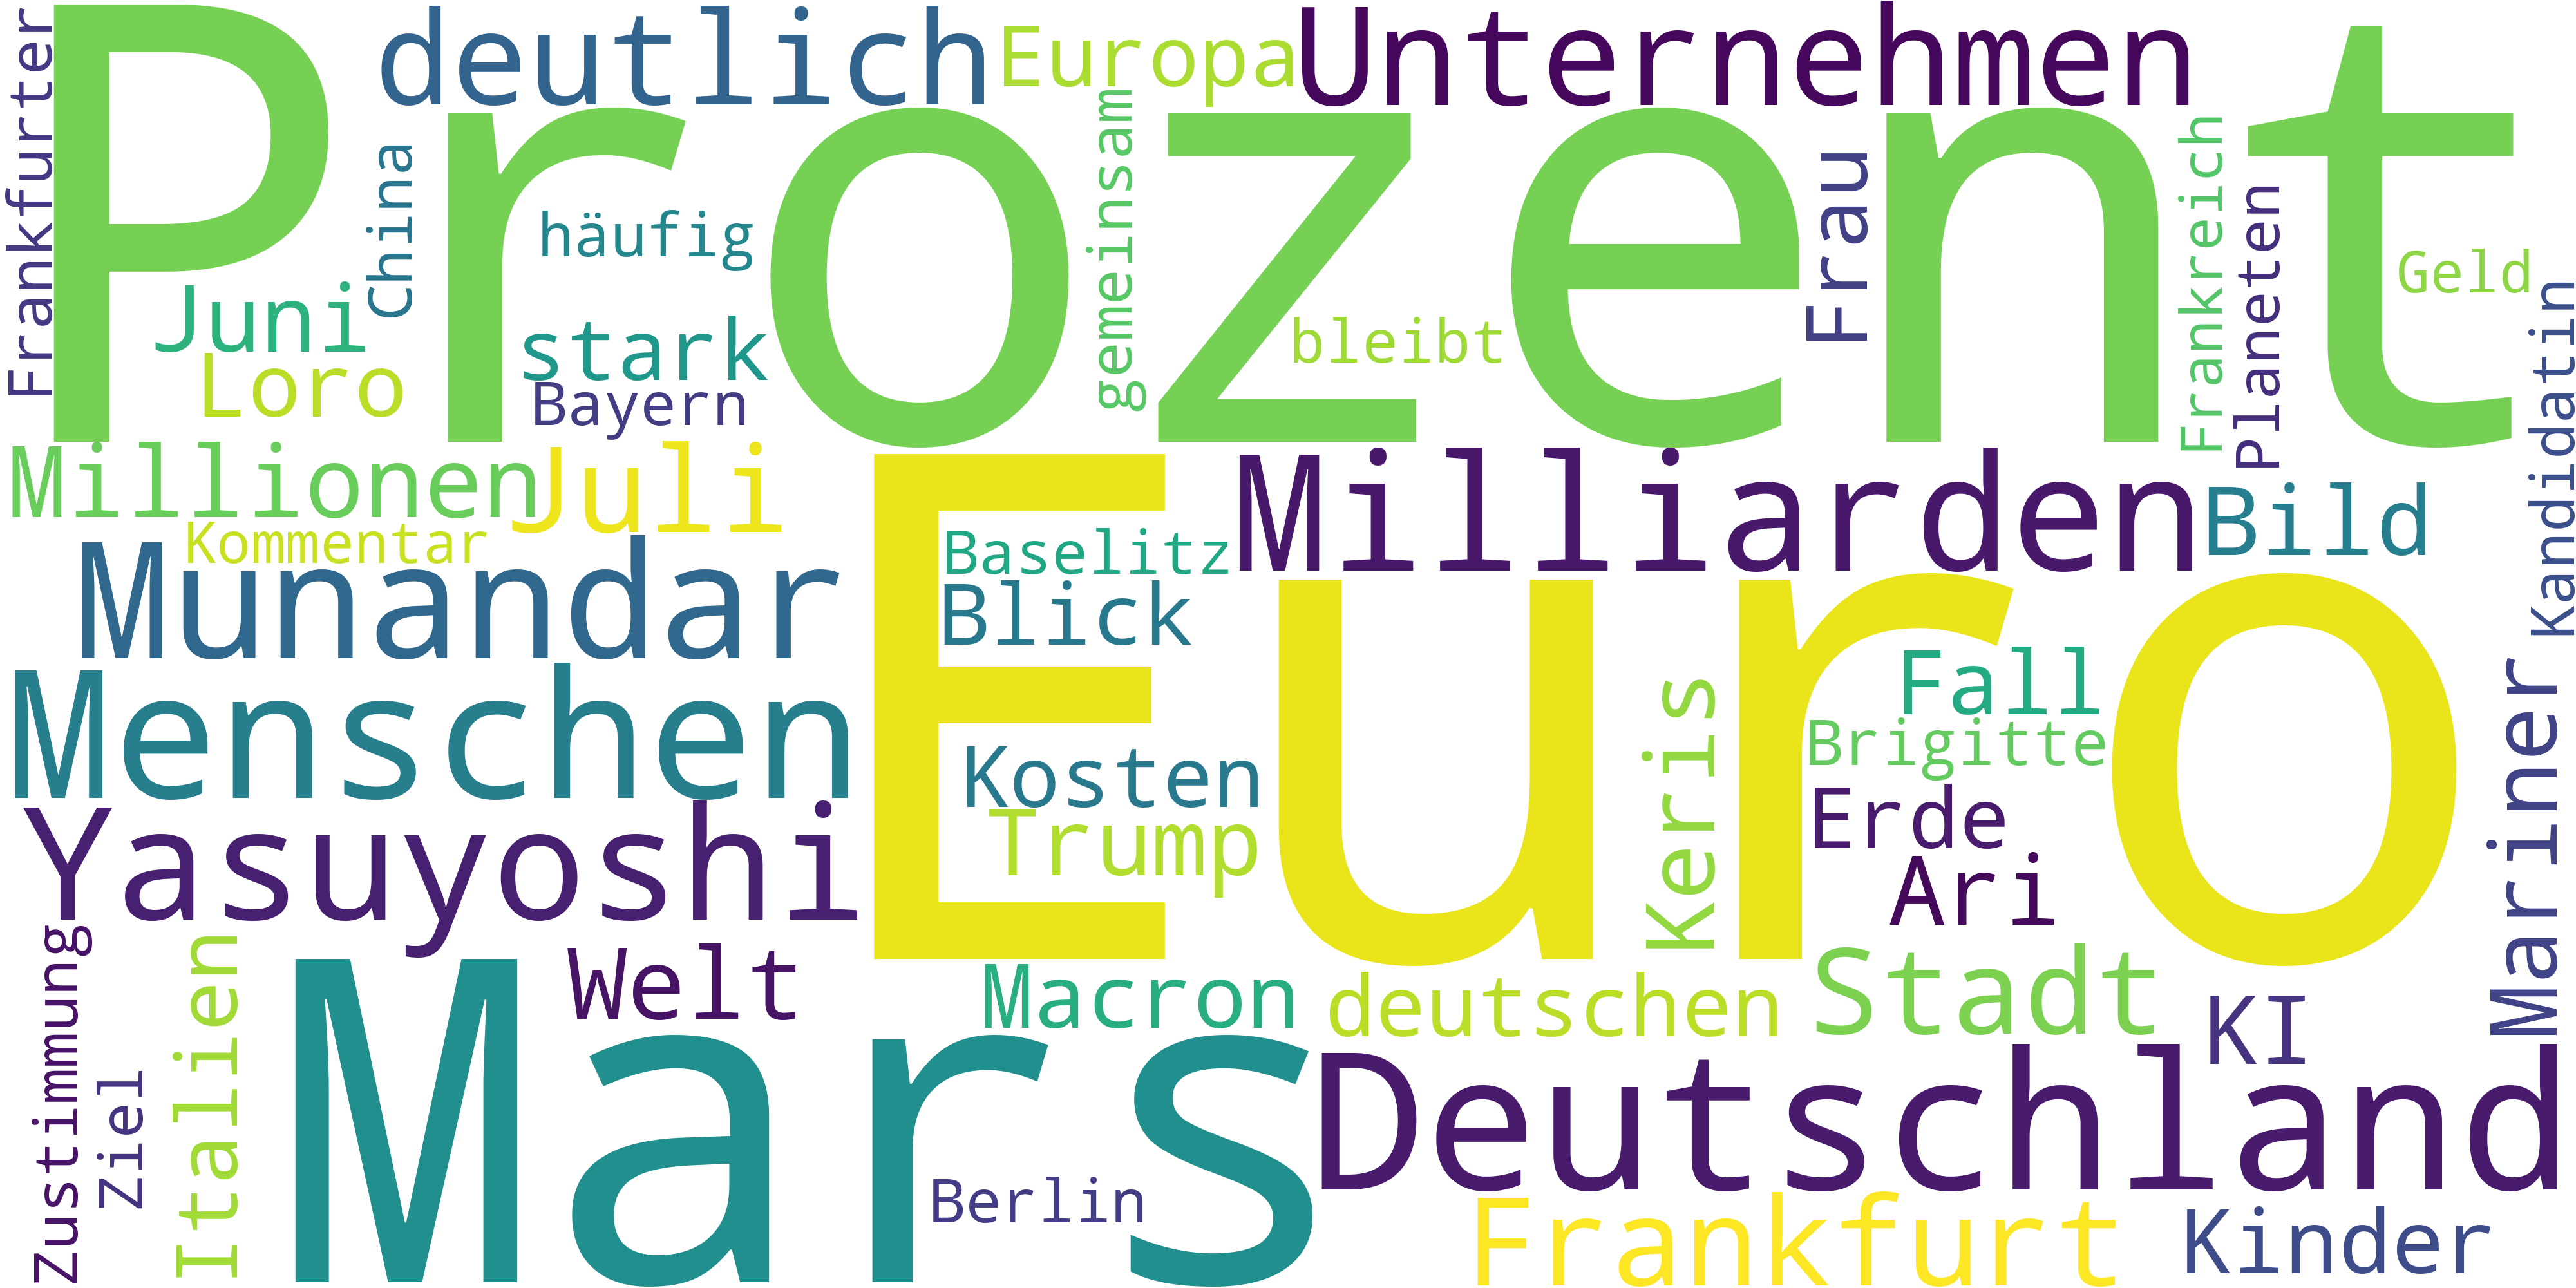 Frankfurter
deutlich
Europa
Unternehmen
Prozent
China
häufig
gemeinsam
Frau
Frankreich
Planeten
Geld
Juni
Loro
stark
Bayern
bleibt
Kandidatin
Millionen
Juli
Kommentar
Milliarden
Bild
Euro
Munandar
Baselitz
Blick
Menschen
Keris
Fall
Brigitte
Mariner
Kosten
Trump
Erde
Ari
Yasuyoshi
Zustimmung
Ziel
Italien
Welt
Macron
deutschen
Stadt
KI
Mars
Deutschland
Berlin
Frankfurt
Kinder